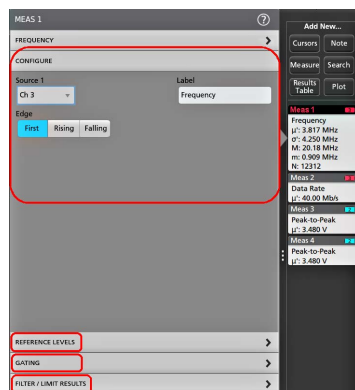 MEAS 1
?
FREQUENCY
CONFIGURE
Source 1
Label
Ch 3
Frequency
Edge
First Rising Falling
REFERENCE LEVELS
GATING
FILTER / LIMIT RESULTS
Add New...
Cursors Note
Measure Search
Results Table
Plot
Meas 1
Frequency
µ': 3.817 MHz
σ': 4.250 MHz
M: 20.18 MHz
m: 0.909 MHz
N: 12312
Meas 2
Data Rate
µ': 40.00 Mb/s
Meas 3
Peak-to-Peak
µ': 3.480 V
Meas 4
Peak-to-Peak
µ': 3.480 V